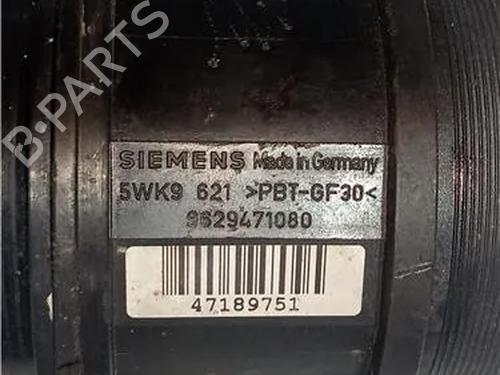 B-PARTS
SIEMENS Made in Germany
5WK9 621 >PBT-GF30<
9629471080
47189751